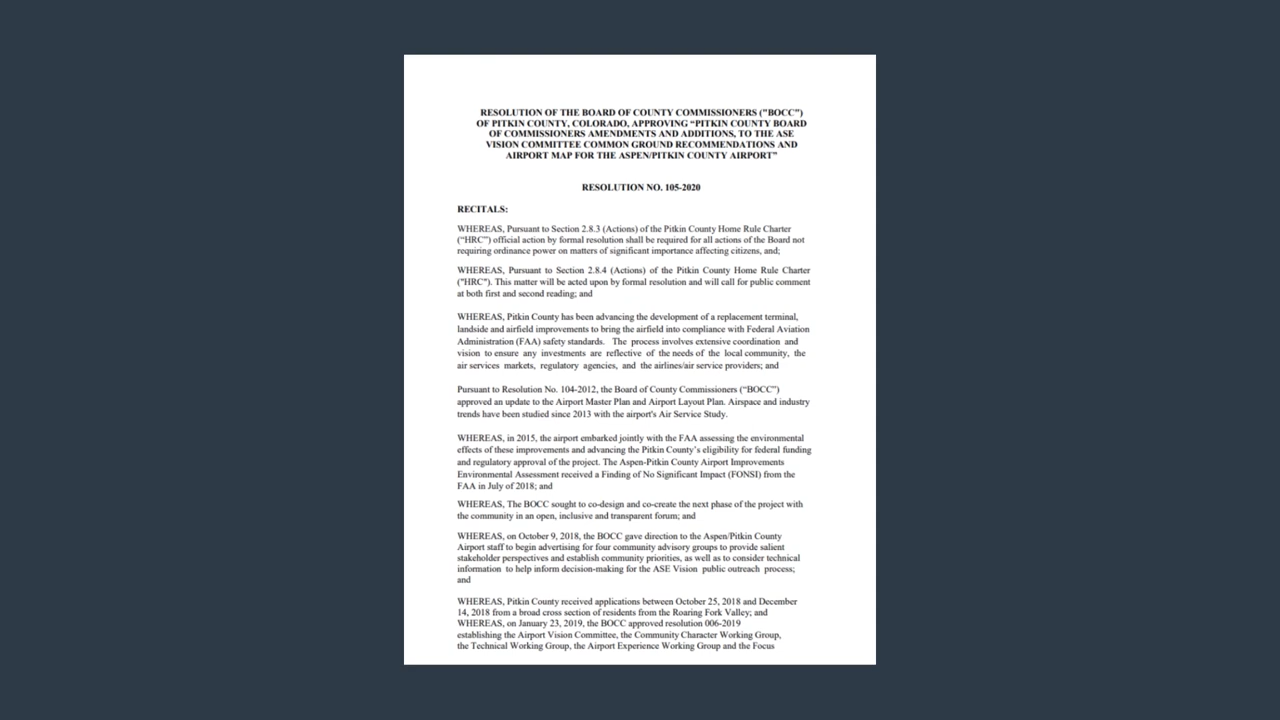 RESOLUTION OF THE BOARD OF COUNTY COMMISSIONERS ("BOCC")
OF PITKIN COUNTY, COLORADO, APPROVING “PITKIN COUNTY BOARD
OF COMMISSIONERS AMENDMENTS AND ADDITIONS, TO THE ASE
VISION COMMITTEE COMMON GROUND RECOMMENDATIONS AND
AIRPORT MAP FOR THE ASPEN/PITKIN COUNTY AIRPORT”
RESOLUTION NO. 105-2020
RECITALS:
WHEREAS, Pursuant to Section 2.8.3 (Actions) of the Pitkin County Home Rule Charter
(“HRC”) official action by formal resolution shall be required for all actions of the Board not
requiring ordinance power on matters of significant importance affecting citizens, and;
WHEREAS, Pursuant to Section 2.8.4 (Actions) of the Pitkin County Home Rule Charter
("HRC"). This matter will be acted upon by formal resolution and will call for public comment
at both first and second reading; and
WHEREAS, Pitkin County has been advancing the development of a replacement terminal,
landside and airfield improvements to bring the airfield into compliance with Federal Aviation
Administration (FAA) safety standards. The process involves extensive coordination and
vision to ensure any investments are reflective of the needs of the local community, the
air services markets, regulatory agencies, and the airlines/air service providers; and
Pursuant to Resolution No. 104-2012, the Board of County Commissioners (“BOCC”)
approved an update to the Airport Master Plan and Airport Layout Plan. Airspace and industry
trends have been studied since 2013 with the airport's Air Service Study.
WHEREAS, in 2015, the airport embarked jointly with the FAA assessing the environmental
effects of these improvements and advancing the Pitkin County’s eligibility for federal funding
and regulatory approval of the project. The Aspen-Pitkin County Airport Improvements
Environmental Assessment received a Finding of No Significant Impact (FONSI) from the
FAA in July of 2018; and
WHEREAS, The BOCC sought to co-design and co-create the next phase of the project with
the community in an open, inclusive and transparent forum; and
WHEREAS, on October 9, 2018, the BOCC gave direction to the Aspen/Pitkin County
Airport staff to begin advertising for four community advisory groups to provide salient
stakeholder perspectives and establish community priorities, as well as to consider technical
information to help inform decision-making for the ASE Vision public outreach process;
and
WHEREAS, Pitkin County received applications between October 25, 2018 and December
14, 2018 from a broad cross section of residents from the Roaring Fork Valley; and
WHEREAS, on January 23, 2019, the BOCC approved resolution 006-2019
establishing the Airport Vision Committee, the Community Character Working Group,
the Technical Working Group, the Airport Experience Working Group and the Focus